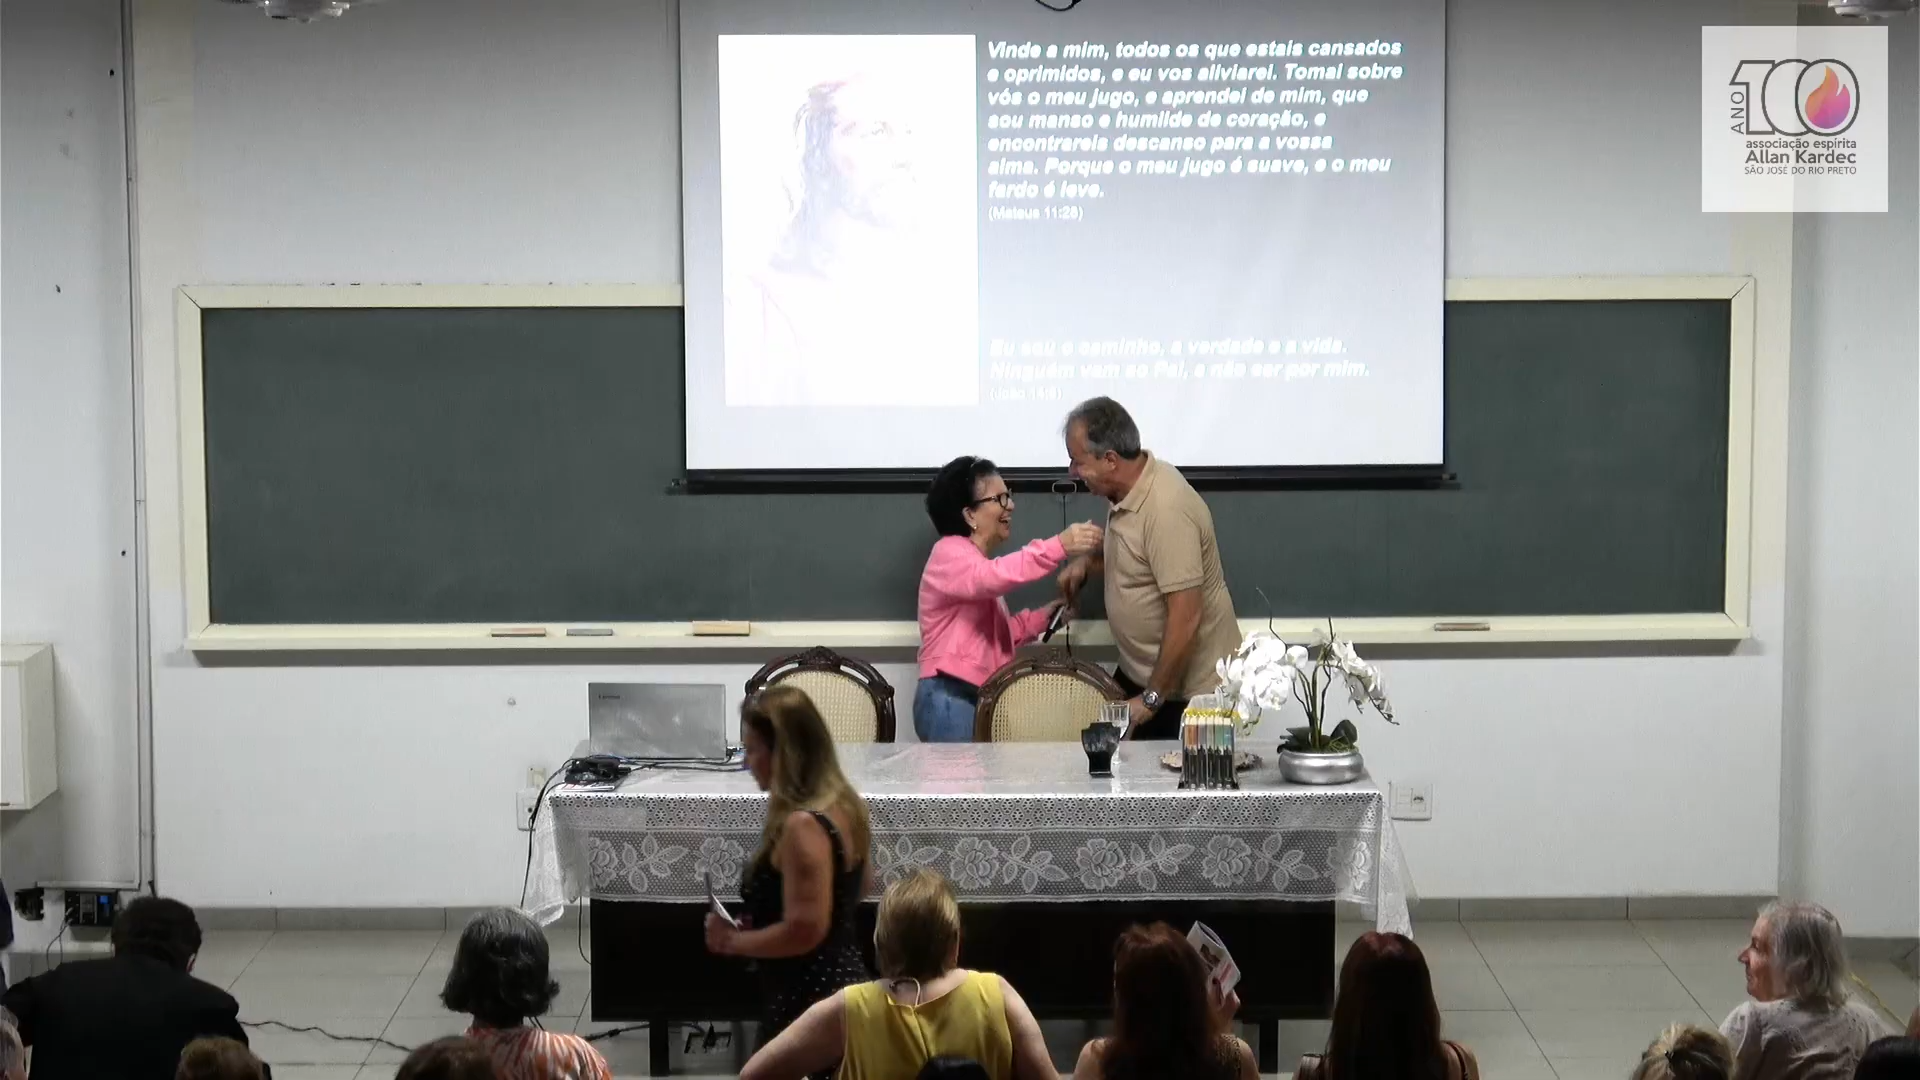 Vinde a mim, todos os que estais cansados
e oprimidos, e eu vos aliviarei. Tomai sobre
vós o meu jugo, e aprendei de mim, que
sou manso e humilde de coração, e
encontrareis descanso para a vossa
alma. Porque o meu jugo é suave, e o meu
fardo é leve.
(Mateus 11:28)
Eu sou o caminho, a verdade e a vida.
Ninguém vem ao Pai, a não ser por mim.
ANO 100
associação espírita
Allan Kardec
SÃO JOSÉ DO RIO PRETO